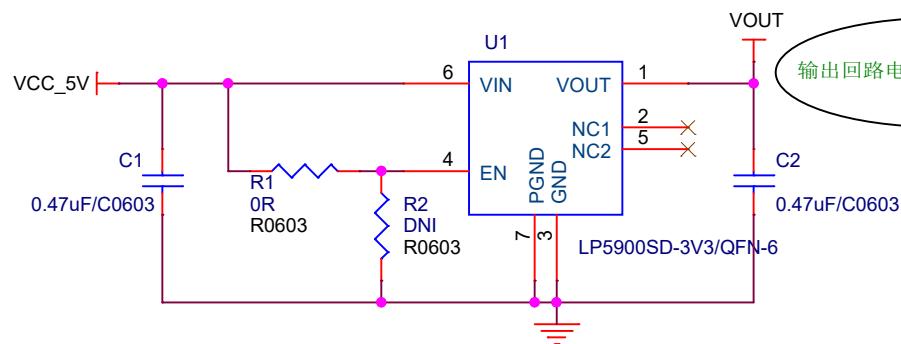 VOUT
U1
VCC_5V
6
VIN
VOUT
1
输出回路电
2
NC1
5
NC2
C1
0.47uF/C0603
4
EN
R1
0R
R0603
R2
DNI
R0603
PGND
GND
7
3
C2
0.47uF/C0603
LP5900SD-3V3/QFN-6